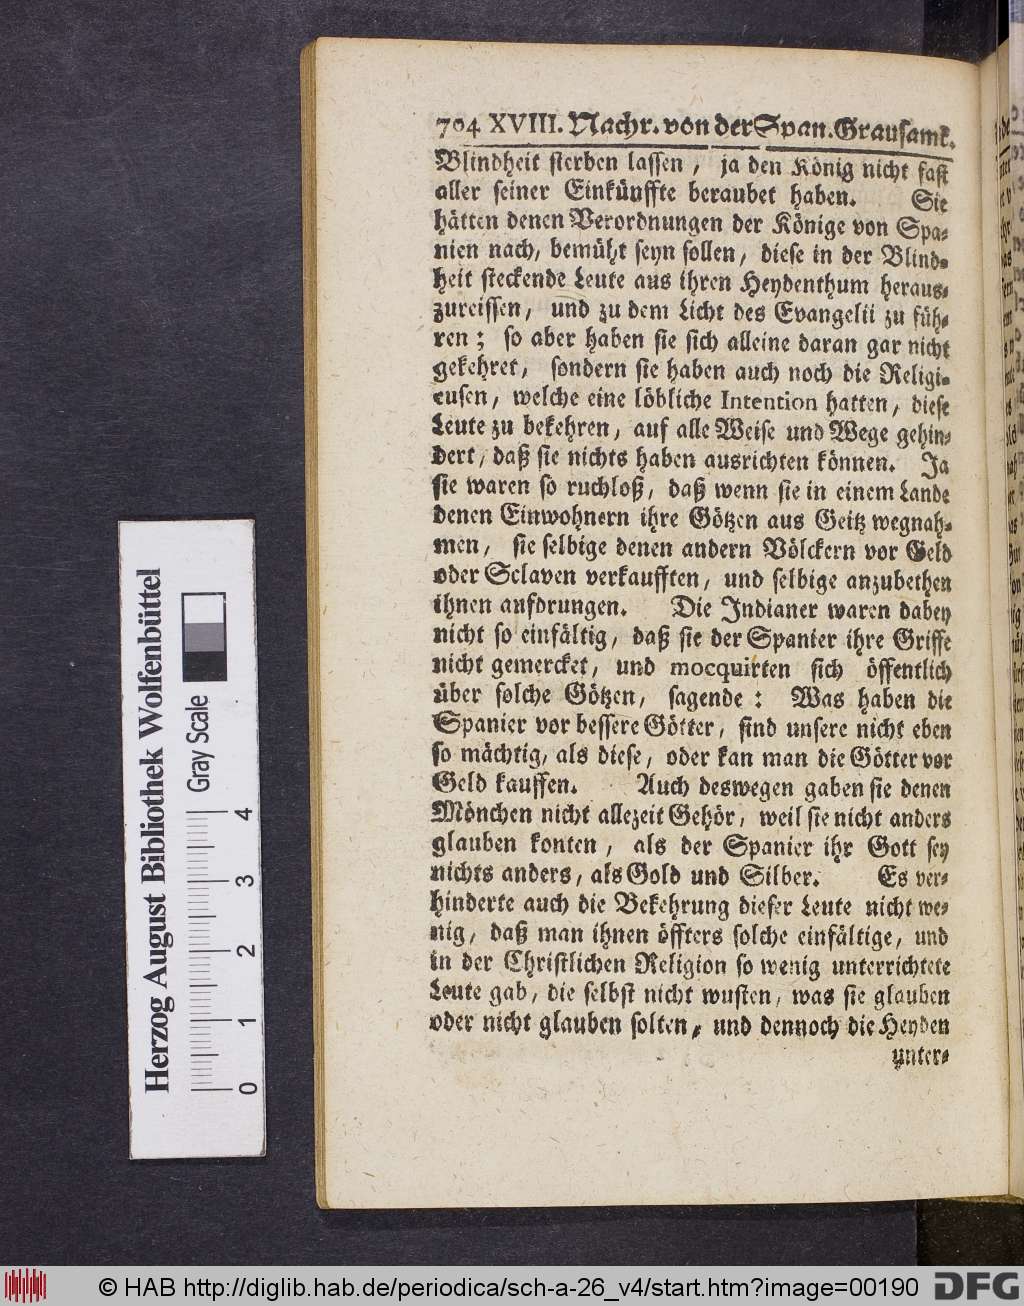 704 XVIII. Nachr. von der Span. Grausamk.
Blindheit sterben lassen, ja den König nicht fast
aller seiner Einkünffte beraubet haben. Sie
hätten denen Verordnungen der Könige von Spa-
nien nach, bemüht seyn sollen, diese in der Blind-
heit steckende Leute aus ihren Heydenthum heraus-
zureissen, und zu dem Licht des Evangelii zu füh-
ren; so aber haben sie sich alleine daran gar nicht
gekehret, sondern sie haben auch noch die Religi-
eusen, welche eine löbliche Intention hatten, diese
Leute zu bekehren, auf alle Weise und Wege gehin-
dert, daß sie nichts haben ausrichten können. Ja
sie waren so ruchloß, daß wenn sie in einem Lande
denen Einwohnern ihre Götzen aus Geitz wegnah-
men, sie selbige denen andern Völckern vor Geld
oder Sclaven verkaufften, und selbige anzubethen
ihnen anfdrungen. Die Indianer waren dabey
nicht so einfältig, daß sie der Spanier ihre Griffe
nicht gemercket, und mocquirten sich öffentlich
über solche Götzen, sagende: Was haben die
Spanier vor bessere Götter, sind unsere nicht eben
so mächtig, als diese, oder kan man die Götter vor
Geld kauffen. Auch deswegen gaben sie denen
Mönchen nicht allezeit Gehör, weil sie nicht anders
glauben konten, als der Spanier ihr Gott sey
nichts anders, als Gold und Silber. Es ver-
hinderte auch die Bekehrung dieser Leute nicht we-
nig, daß man ihnen öffters solche einfältige, und
in der Christlichen Religion so wenig unterrichtete
Leute gab, die selbst nicht wusten, was sie glauben
oder nicht glauben solten, und dennoch die Heyden
unter-
Herzog August Bibliothek Wolfenbüttel
Gray Scale
0 1 2 3 4
© HAB http://diglib.hab.de/periodica/sch-a-26_v4/start.htm?image=00190
DFG